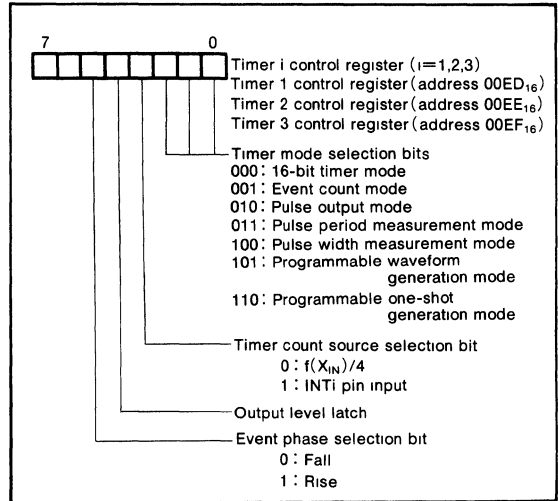 7 0
Timer i control register (i=1,2,3)
Timer 1 control register (address 00ED₁₆)
Timer 2 control register (address 00EE₁₆)
Timer 3 control register (address 00EF₁₆)
Timer mode selection bits
000: 16-bit timer mode
001: Event count mode
010: Pulse output mode
011: Pulse period measurement mode
100: Pulse width measurement mode
101: Programmable waveform
generation mode
110: Programmable one-shot
generation mode
Timer count source selection bit
0: f(X_IN)/4
1: INTi pin input
Output level latch
Event phase selection bit
0: Fall
1: Rise